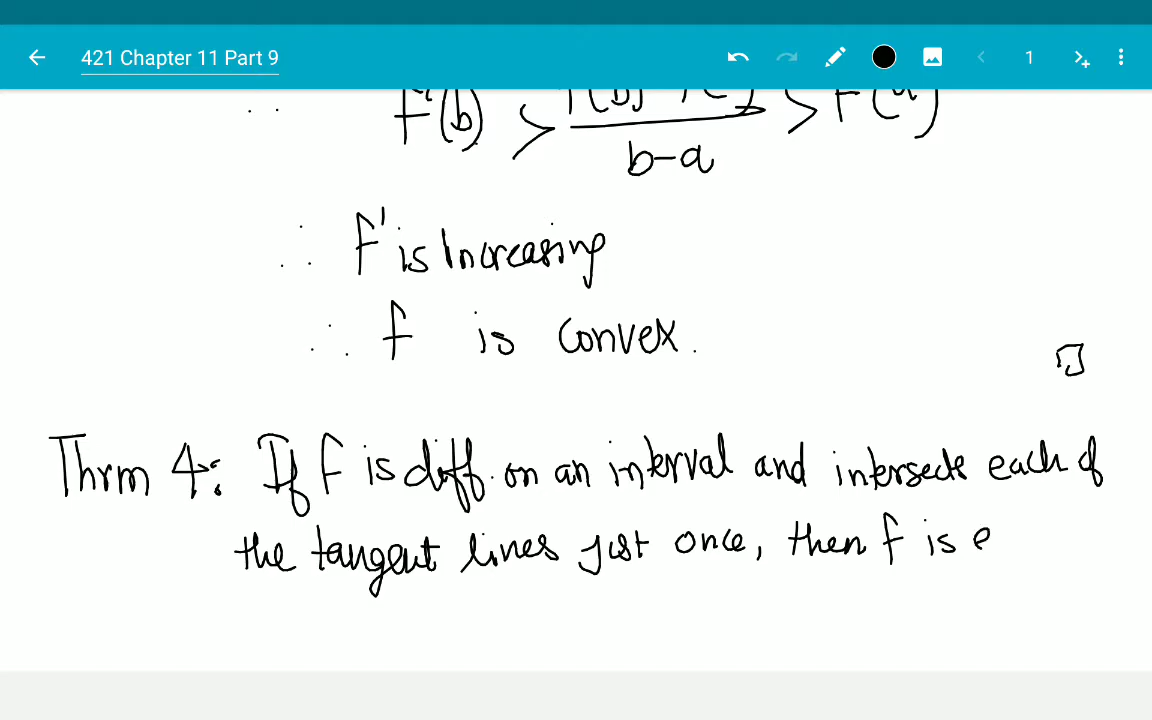 421 Chapter 11 Part 9
1
∴ f'(b) > / b-a > f'(a)
∴ f' is Increasing
∴ f is convex.
Thrm 4: If f is diff. on an interval and intersects each of
the tangent lines just once, then f is e